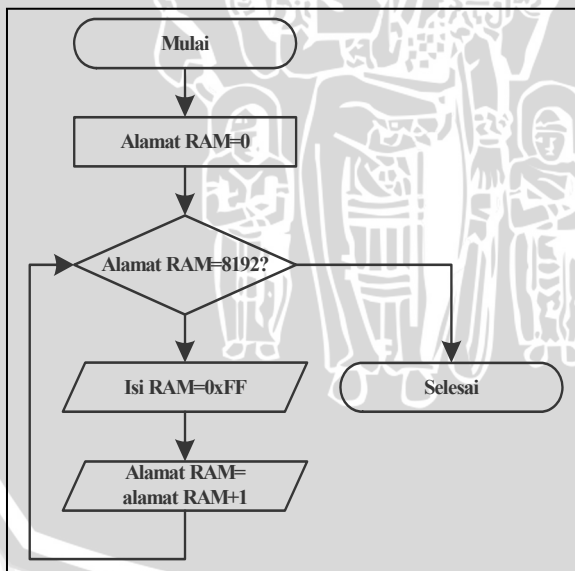 Mulai
Alamat RAM=0
Alamat RAM=8192?
Isi RAM=0xFF
Selesai
Alamat RAM=
alamat RAM+1